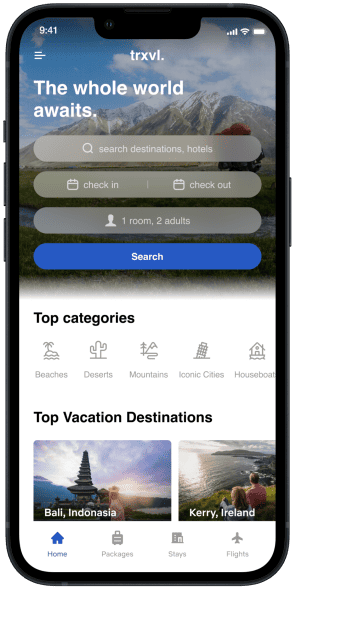 9:41
trxvl.
The whole world
awaits.
search destinations, hotels
check in | check out
1 room, 2 adults
Search
Top categories
Beaches Deserts Mountains Iconic Cities Houseboat
Top Vacation Destinations
Bali, Indonasia Kerry, Ireland
Home Packages Stays Flights